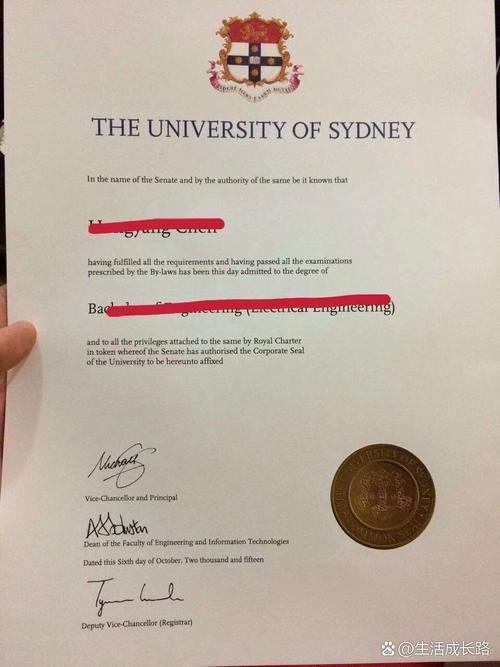 THE UNIVERSITY OF SYDNEY
In the name of the Senate and by the authority of the same be it known that
having fulfilled all the requirements and having passed all the examinations
prescribed by the By-laws has been this day admitted to the degree of
(Electrical Engineering)
and to all the privileges attached to the same by Royal Charter
in token whereof the Senate has authorised the Corporate Seal
of the University to be hereunto affixed
Vice-Chancellor and Principal
Dean of the Faculty of Engineering and Information Technologies
Dated this Sixth day of October, Two thousand and fifteen
Deputy Vice-Chancellor (Registrar)
@生活成长路